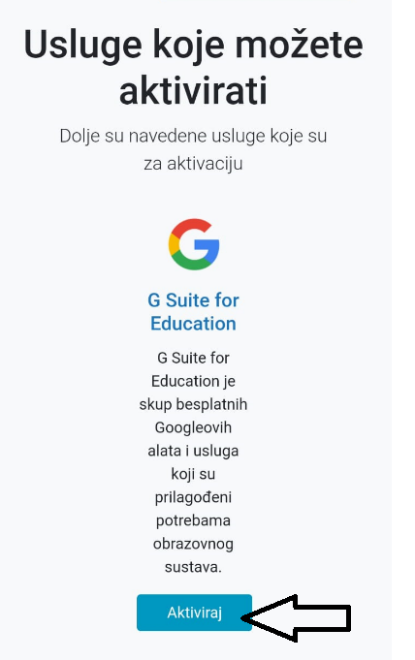 Usluge koje možete
aktivirati
Dolje su navedene usluge koje su
za aktivaciju
G Suite for
Education
G Suite for
Education je
skup besplatnih
Googleovih
alata i usluga
koji su
prilagođeni
potrebama
obrazovnog
sustava.
Aktiviraj